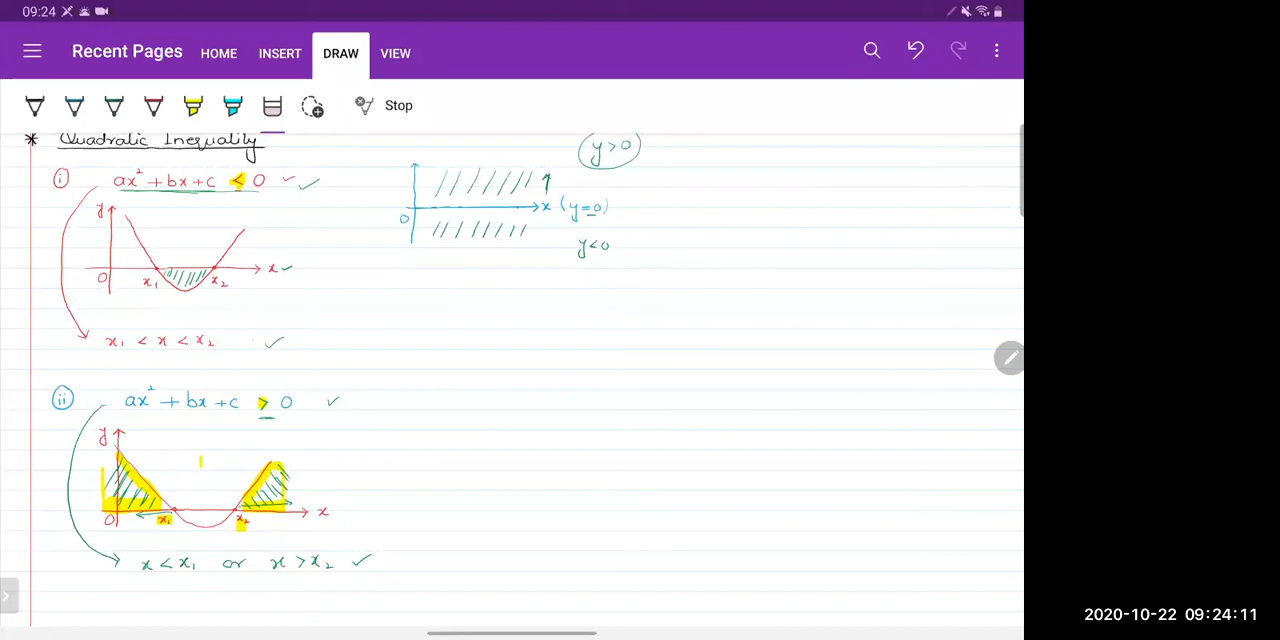 09:24
Recent Pages HOME INSERT DRAW VIEW
Stop
* Quadratic Inequality
y > 0
(i) ax² + bx + c < 0 ✓ ✓
y
0 x₁ x₂ x ✓
0 x (y = 0)
y < 0
x₁ < x < x₂ ✓
(ii) ax² + bx + c > 0 ✓
y
0 x₁ x₂ x
x < x₁ or x > x₂ ✓
2020-10-22 09:24:11